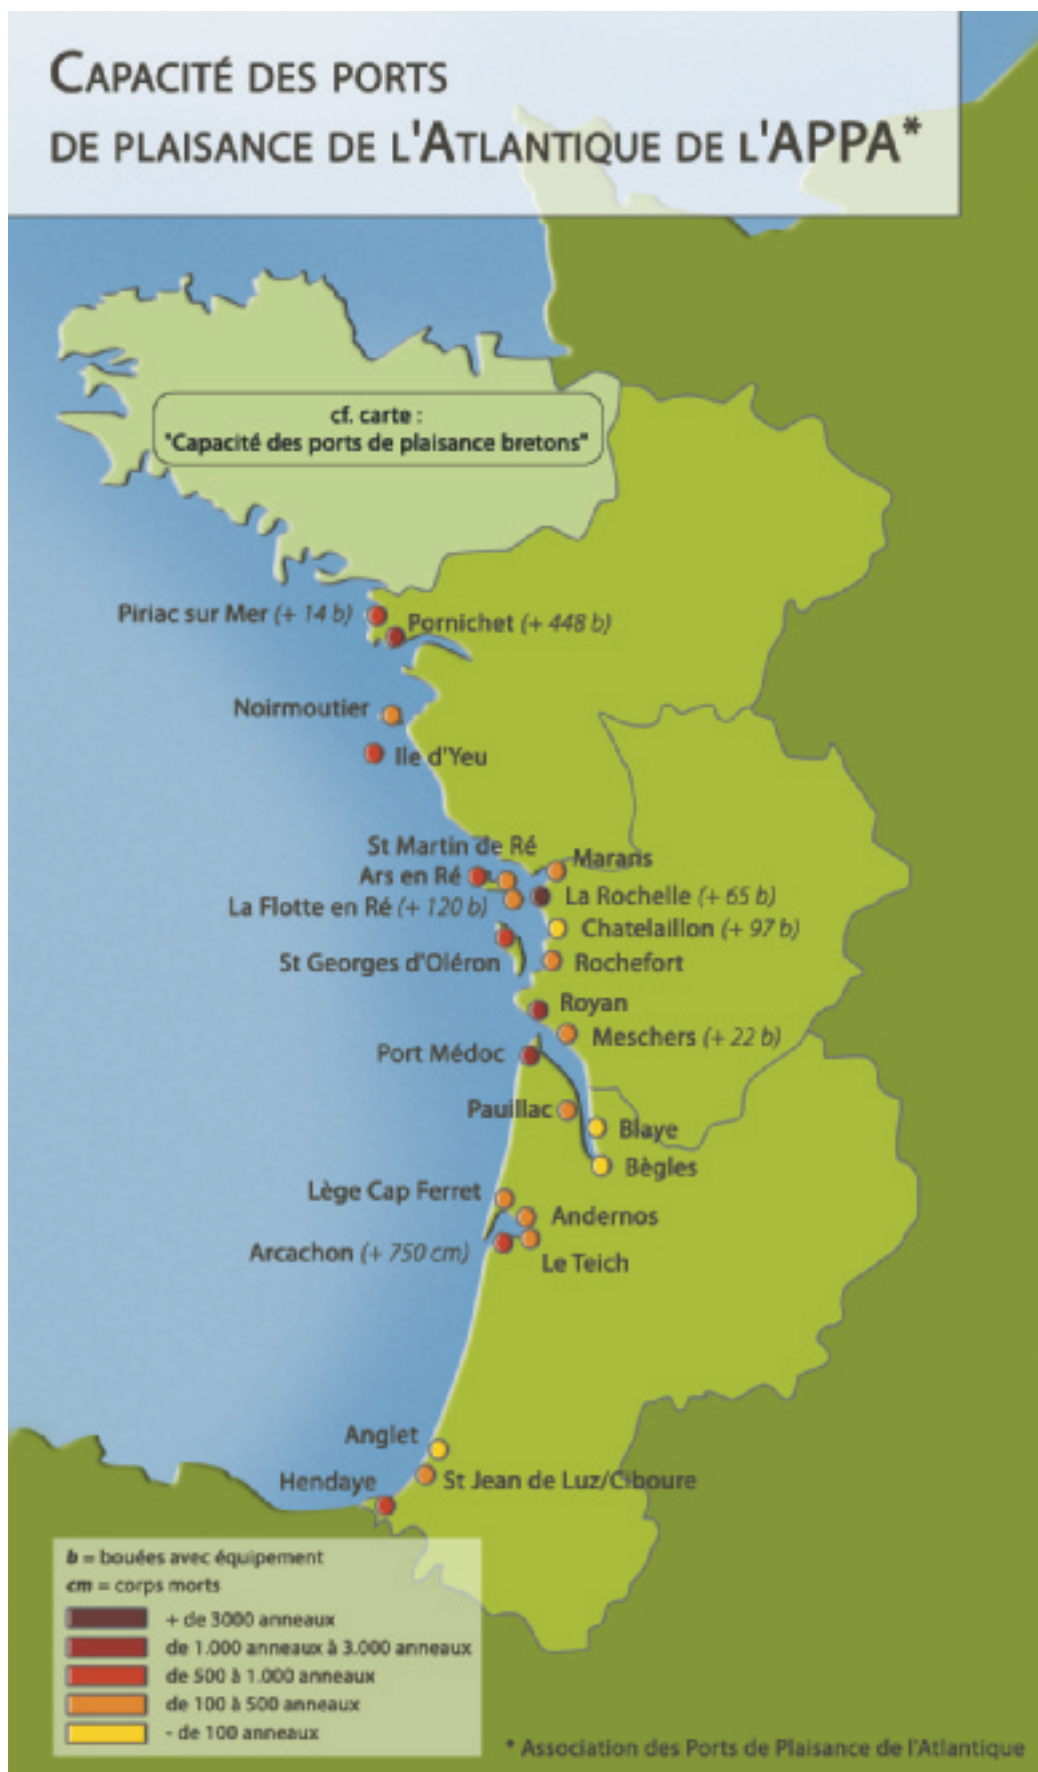 CAPACITÉ DES PORTS
DE PLAISANCE DE L'ATLANTIQUE DE L'APPA*
cf. carte :
"Capacité des ports de plaisance bretons"
Piriac sur Mer (+ 14 b)
Pornichet (+ 448 b)
Noirmoutier
Ile d'Yeu
St Martin de Ré
Marans
Ars en Ré
La Rochelle (+ 65 b)
La Flotte en Ré (+ 120 b)
Chatelaillon (+ 97 b)
St Georges d'Oléron
Rochefort
Royan
Meschers (+ 22 b)
Port Médoc
Pauillac
Blaye
Bègles
Lège Cap Ferret
Andernos
Arcachon (+ 750 cm)
Le Teich
Anglet
St Jean de Luz/Ciboure
Hendaye
b = bouées avec équipement
cm = corps morts
+ de 3000 anneaux
de 1.000 anneaux à 3.000 anneaux
de 500 à 1.000 anneaux
de 100 à 500 anneaux
- de 100 anneaux
* Association des Ports de Plaisance de l'Atlantique